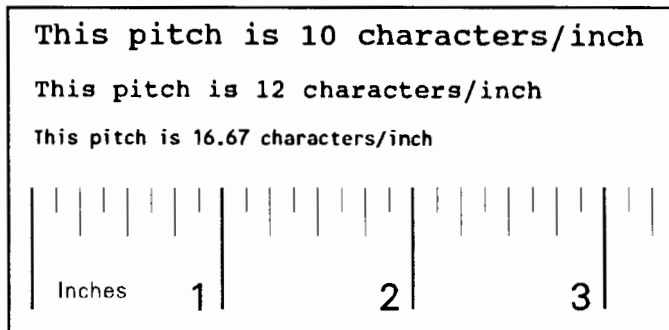 This pitch is 10 characters/inch
This pitch is 12 characters/inch
This pitch is 16.67 characters/inch
Inches 1 2 3